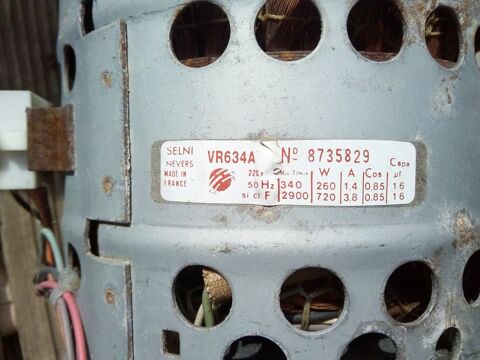 SELNI VR634A Nº 8735829
NEVERS Capa
MADE IN 220V W A Cos µf
FRANCE 50 Hz 340 260 1.4 0.85 16
F 2900 720 3.8 0.85 16